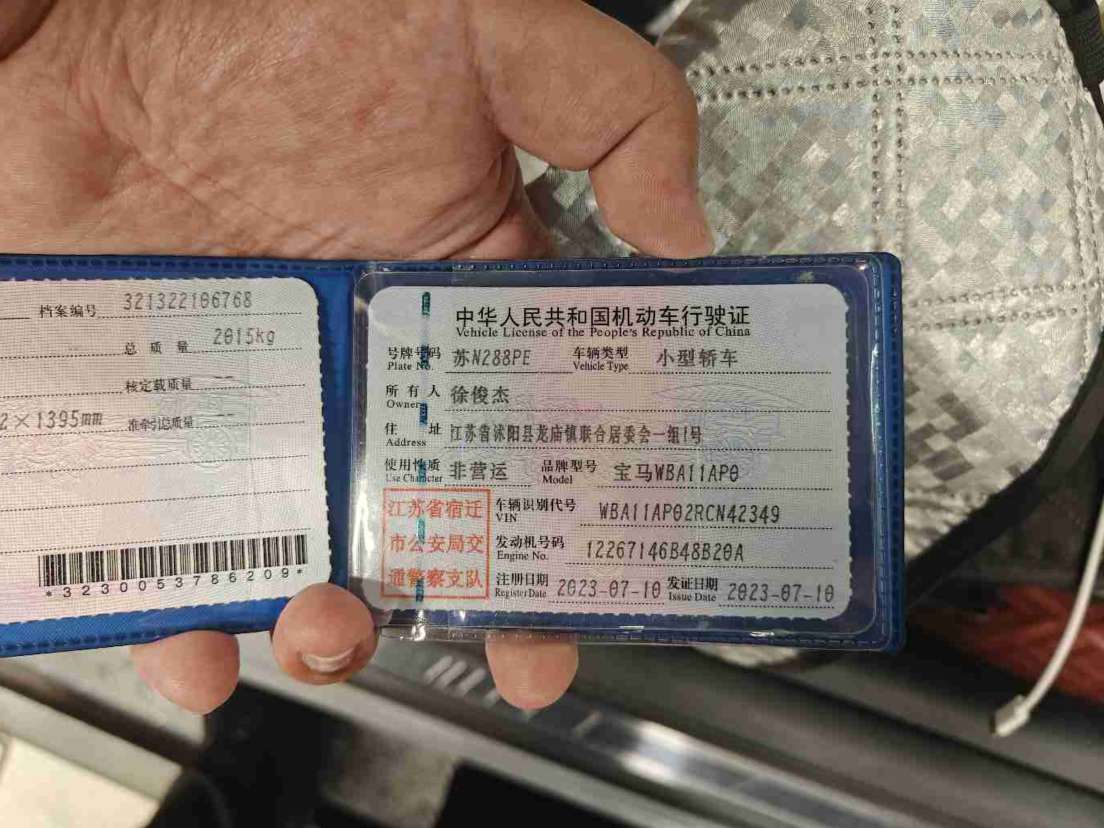 档案编号 321322106768
总 质 量 2015kg
核定载质量 --
2×1395mm 准牵引总质量 --
*3230053786209*
中华人民共和国机动车行驶证
Vehicle License of the People's Republic of China
号牌号码 苏N288PE 车辆类型 小型轿车
Plate No. Vehicle Type
所 有 人 徐俊杰
Owner
住 址 江苏省沭阳县龙庙镇联合居委会一组1号
Address
使用性质 非营运 品牌型号 宝马WBA11AP0
Use Character Model
江苏省宿迁
市公安局交
通警察支队
车辆识别代号 WBA11AP02RCN42349
VIN
发动机号码 12267146B48B20A
Engine No.
注册日期 2023-07-10 发证日期 2023-07-10
Register Date Issue Date